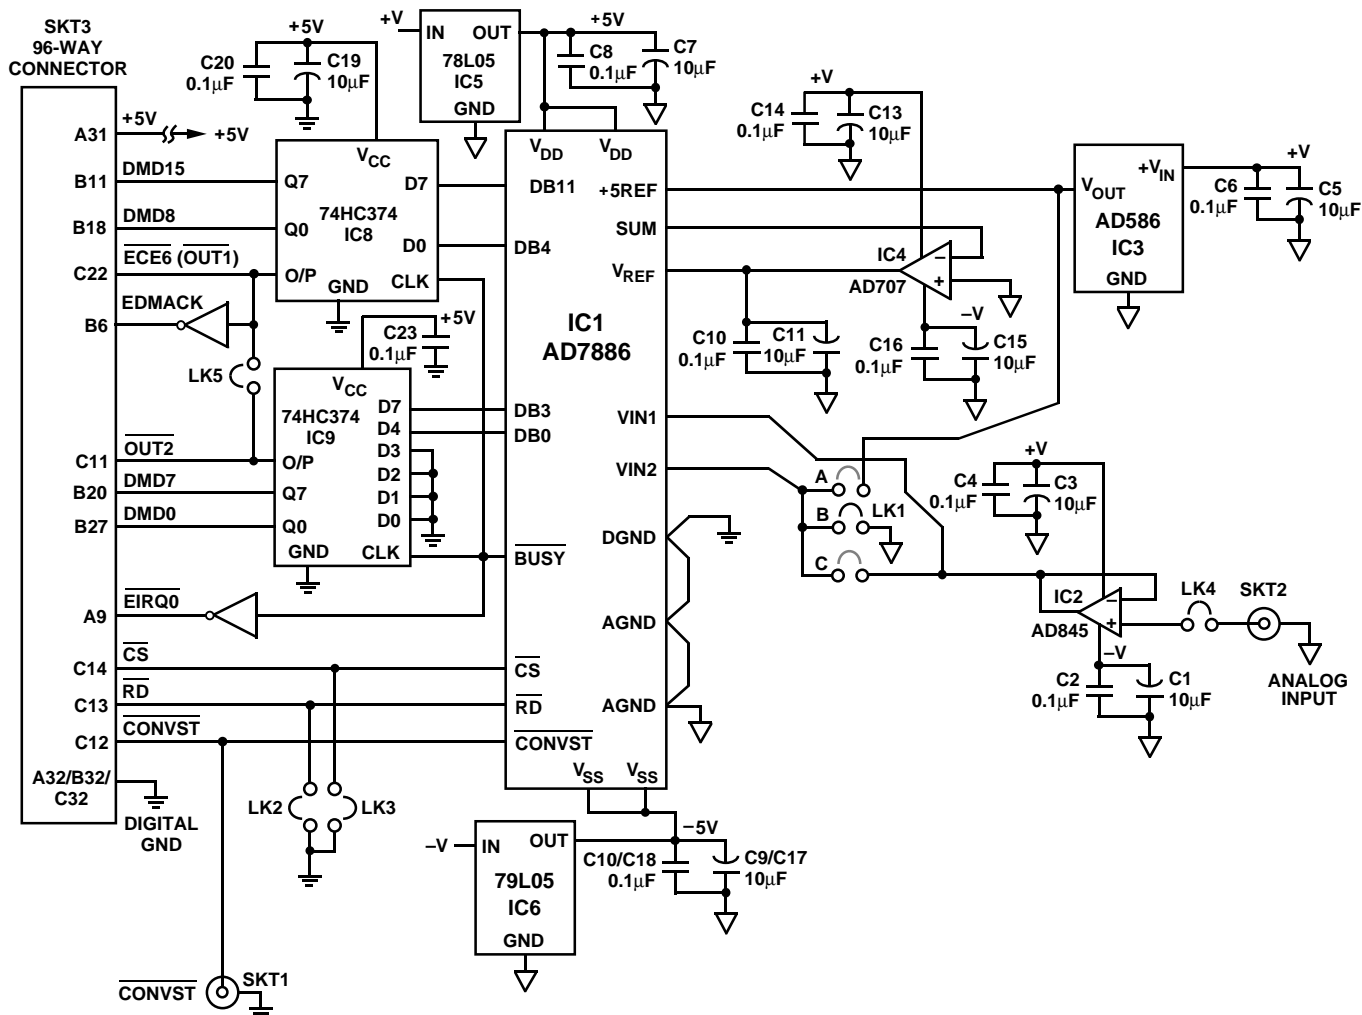 SKT3
96-WAY
CONNECTOR
A31
+5V
+5V
B11
DMD15
B18
DMD8
C22
ECE6 (OUT1)
B6
EDMACK
LK5
C11
OUT2
B20
DMD7
B27
DMD0
A9
EIRQ0
C14
CS
C13
RD
C12
CONVST
A32/B32/
C32
DIGITAL
GND
LK2
LK3
CONVST
SKT1
+5V
C20
0.1µF
C19
10µF
VCC
Q7
D7
74HC374
IC8
Q0
D0
O/P
GND
CLK
+5V
C23
0.1µF
VCC
74HC374
IC9
D7
D4
D3
D2
D1
D0
O/P
Q7
Q0
GND
CLK
+V
IN
OUT
78L05
IC5
GND
+5V
C8
0.1µF
C7
10µF
VDD
VDD
DB11
+5REF
SUM
DB4
VREF
IC1
AD7886
DB3
DB0
VIN1
VIN2
DGND
BUSY
AGND
CS
RD
AGND
CONVST
VSS
VSS
–V
IN
OUT
79L05
IC6
GND
–5V
C10/C18
0.1µF
C9/C17
10µF
+V
C14
0.1µF
C13
10µF
IC4
AD707
–
+
–V
C10
0.1µF
C11
10µF
C16
0.1µF
C15
10µF
VOUT
+VIN
AD586
IC3
GND
+V
C6
0.1µF
C5
10µF
A
B
C
LK1
+V
C4
0.1µF
C3
10µF
IC2
AD845
–
+
–V
C2
0.1µF
C1
10µF
LK4
SKT2
ANALOG
INPUT